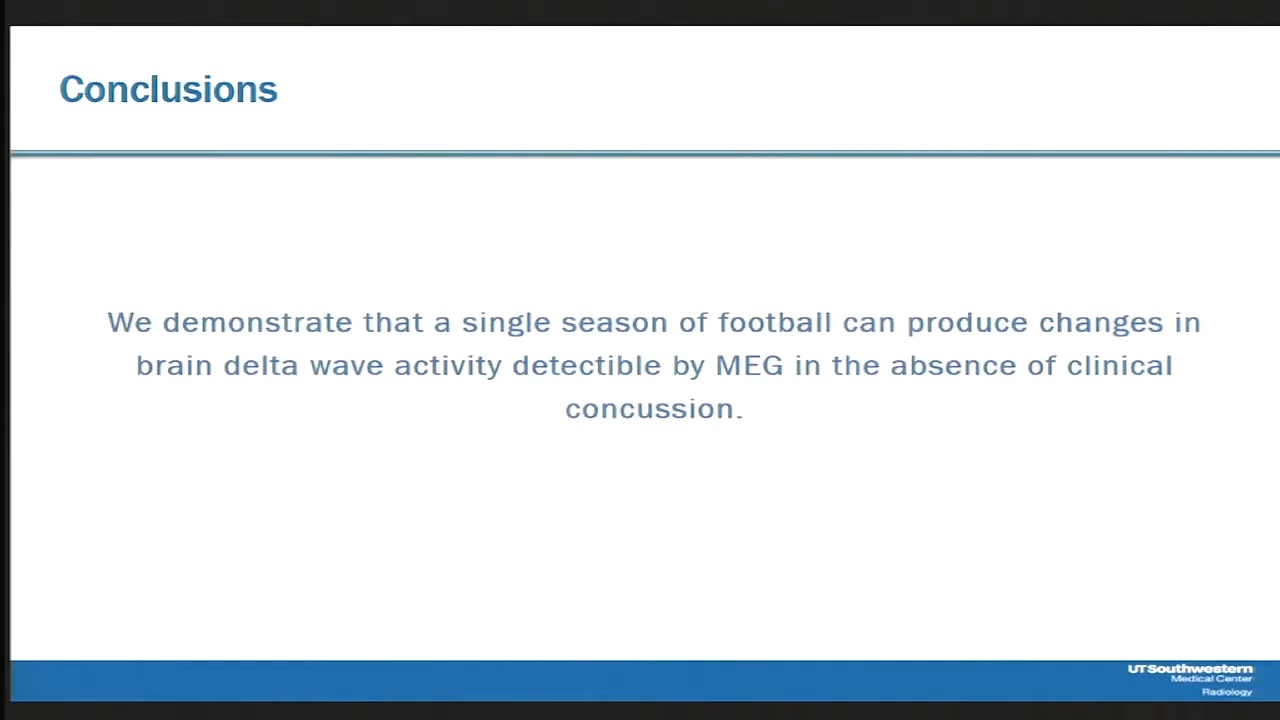 Conclusions
We demonstrate that a single season of football can produce changes in
brain delta wave activity detectible by MEG in the absence of clinical
concussion.
UTSouthwestern
Medical Center
Radiology